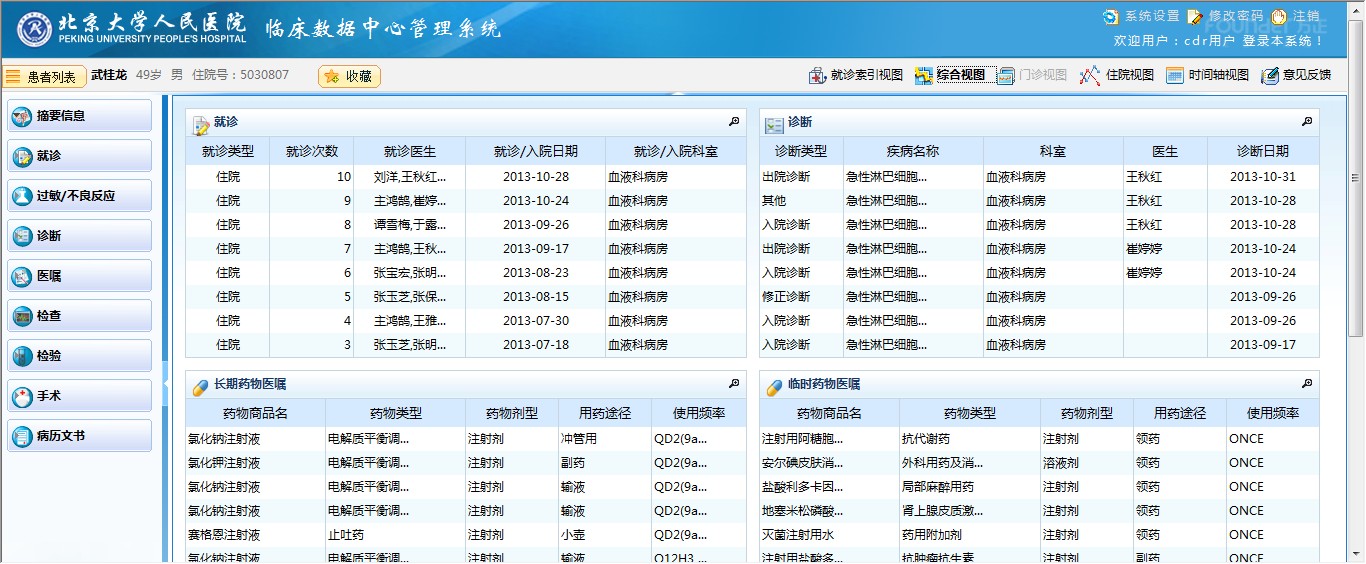 北京大学人民医院 临床数据中心管理系统
PEKING UNIVERSITY PEOPLE'S HOSPITAL
系统设置 修改密码 注销
Founder 方正
欢迎用户：cdr用户 登录本系统！
患者列表 武桂龙 49岁 男 住院号：5030807 收藏 就诊索引视图 综合视图 门诊视图 住院视图 时间轴视图 意见反馈
摘要信息
就诊
过敏/不良反应
诊断
医嘱
检查
检验
手术
病历文书
就诊
就诊类型 就诊次数 就诊医生 就诊/入院日期 就诊/入院科室
住院 10 刘洋,王秋红... 2013-10-28 血液科病房
住院 9 主鸿鹄,崔婷... 2013-10-24 血液科病房
住院 8 谭雪梅,于露... 2013-09-26 血液科病房
住院 7 主鸿鹄,王秋... 2013-09-17 血液科病房
住院 6 张宝宏,张明... 2013-08-23 血液科病房
住院 5 张玉芝,张保... 2013-08-15 血液科病房
住院 4 主鸿鹄,王雅... 2013-07-30 血液科病房
住院 3 张玉芝,张明... 2013-07-18 血液科病房
诊断
诊断类型 疾病名称 科室 医生 诊断日期
出院诊断 急性淋巴细胞... 血液科病房 王秋红 2013-10-31
其他 急性淋巴细胞... 血液科病房 王秋红 2013-10-28
入院诊断 急性淋巴细胞... 血液科病房 王秋红 2013-10-28
出院诊断 急性淋巴细胞... 血液科病房 崔婷婷 2013-10-24
入院诊断 急性淋巴细胞... 血液科病房 崔婷婷 2013-10-24
修正诊断 急性淋巴细胞... 血液科病房 2013-09-26
入院诊断 急性淋巴细胞... 血液科病房 2013-09-26
入院诊断 急性淋巴细胞... 血液科病房 2013-09-17
长期药物医嘱
药物商品名 药物类型 药物剂型 用药途径 使用频率
氯化钠注射液 电解质平衡调... 注射剂 冲管用 QD2(9a...
氯化钾注射液 电解质平衡调... 注射剂 副药 QD2(9a...
氯化钠注射液 电解质平衡调... 注射剂 输液 QD2(9a...
氯化钠注射液 电解质平衡调... 注射剂 输液 QD2(9a...
赛格恩注射液 止吐药 注射剂 小壶 QD2(9a...
氯化钠注射液 电解质平衡调... 注射剂 输液 Q12H3...
临时药物医嘱
药物商品名 药物类型 药物剂型 用药途径 使用频率
注射用阿糖胞... 抗代谢药 注射剂 领药 ONCE
安尔碘皮肤消... 外科用药及消... 溶液剂 领药 ONCE
盐酸利多卡因... 局部麻醉用药 注射剂 领药 ONCE
地塞米松磷酸... 肾上腺皮质激... 注射剂 领药 ONCE
灭菌注射用水 药用附加剂 注射剂 领药 ONCE
注射用盐酸多... 抗肿瘤抗生素 注射剂 副药 ONCE